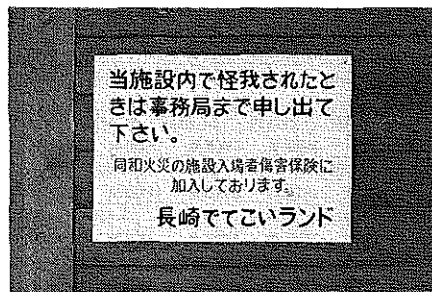 当施設内で怪我されたと
きは事務局まで申し出て
下さい。
同和火災の施設入場者傷害保険に
加入しております。
長崎でてこいランド